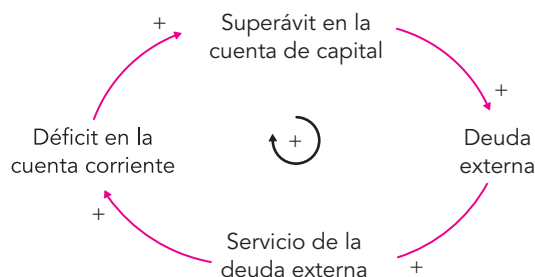 +
Superávit en la
cuenta de capital
+
Déficit en la
cuenta corriente
+
Deuda
externa
+
Servicio de la
deuda externa
+